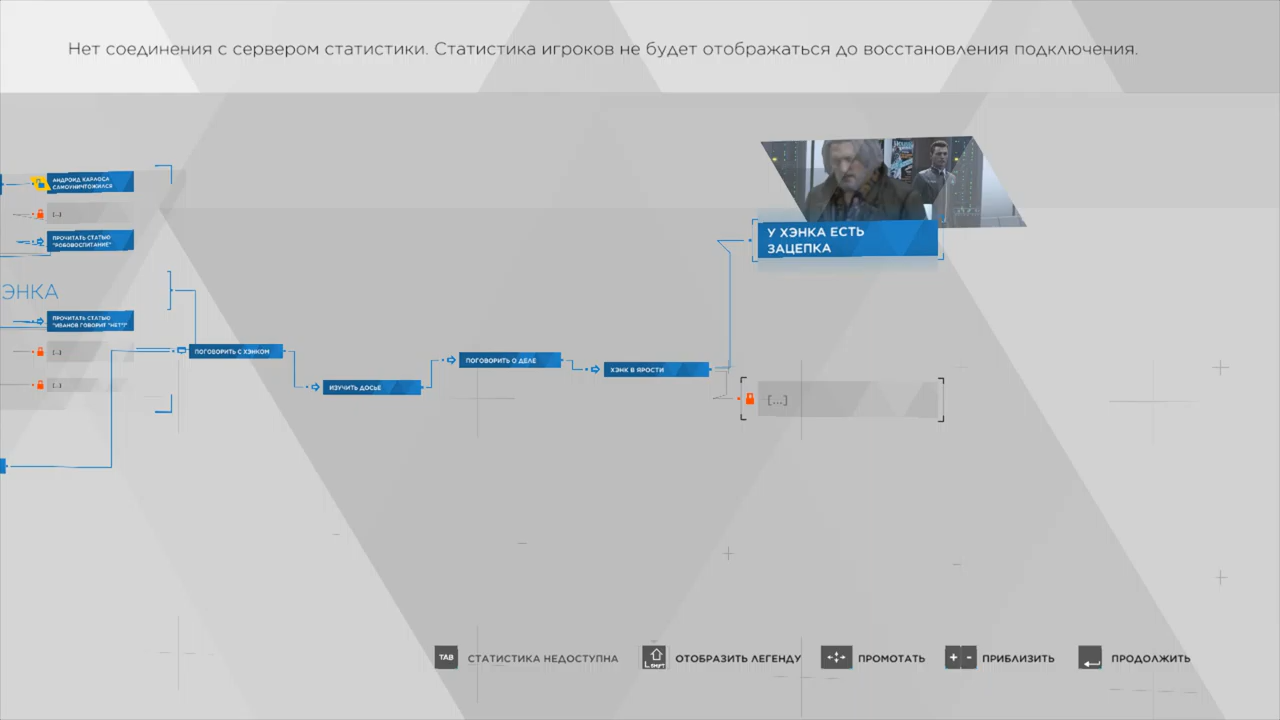 Нет соединения с сервером статистики. Статистика игроков не будет отображаться до восстановления подключения.
АНДРОИД КАРЛОСА
САМОУНИЧТОЖИЛСЯ
[...]
ПРОЧИТАТЬ СТАТЬЮ
"РОБОВОСПИТАНИЕ"
ЭНКА
ПРОЧИТАТЬ СТАТЬЮ
"ИВАНОВ ГОВОРИТ "НЕТ"!"
[...]
[...]
ПОГОВОРИТЬ С ХЭНКОМ
ИЗУЧИТЬ ДОСЬЕ
ПОГОВОРИТЬ О ДЕЛЕ
ХЭНК В ЯРОСТИ
У ХЭНКА ЕСТЬ
ЗАЦЕПКА
[...]
TAB СТАТИСТИКА НЕДОСТУПНА L SHIFT ОТОБРАЗИТЬ ЛЕГЕНДУ ПРОМОТАТЬ + - ПРИБЛИЗИТЬ ПРОДОЛЖИТЬ